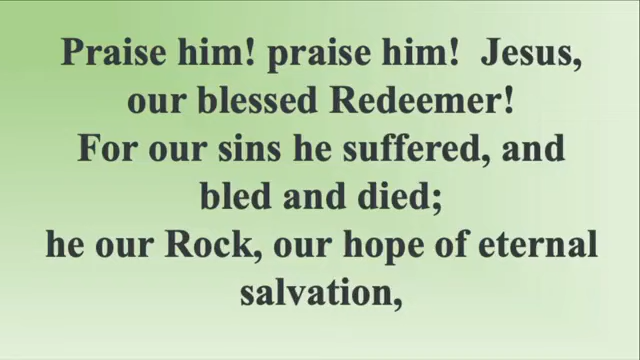 Praise him! praise him!  Jesus,
our blessed Redeemer!
For our sins he suffered, and
bled and died;
he our Rock, our hope of eternal
salvation,